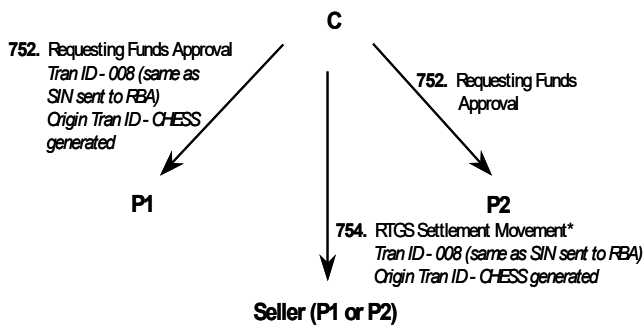 C
752. Requesting Funds Approval
Tran ID - 008 (same as
SIN sent to RBA)
Origin Tran ID - CHESS
generated
752. Requesting Funds
Approval
P1
P2
754. RTGS Settlement Movement*
Tran ID - 008 (same as SIN sent to RBA)
Origin Tran ID - CHESS generated
Seller (P1 or P2)